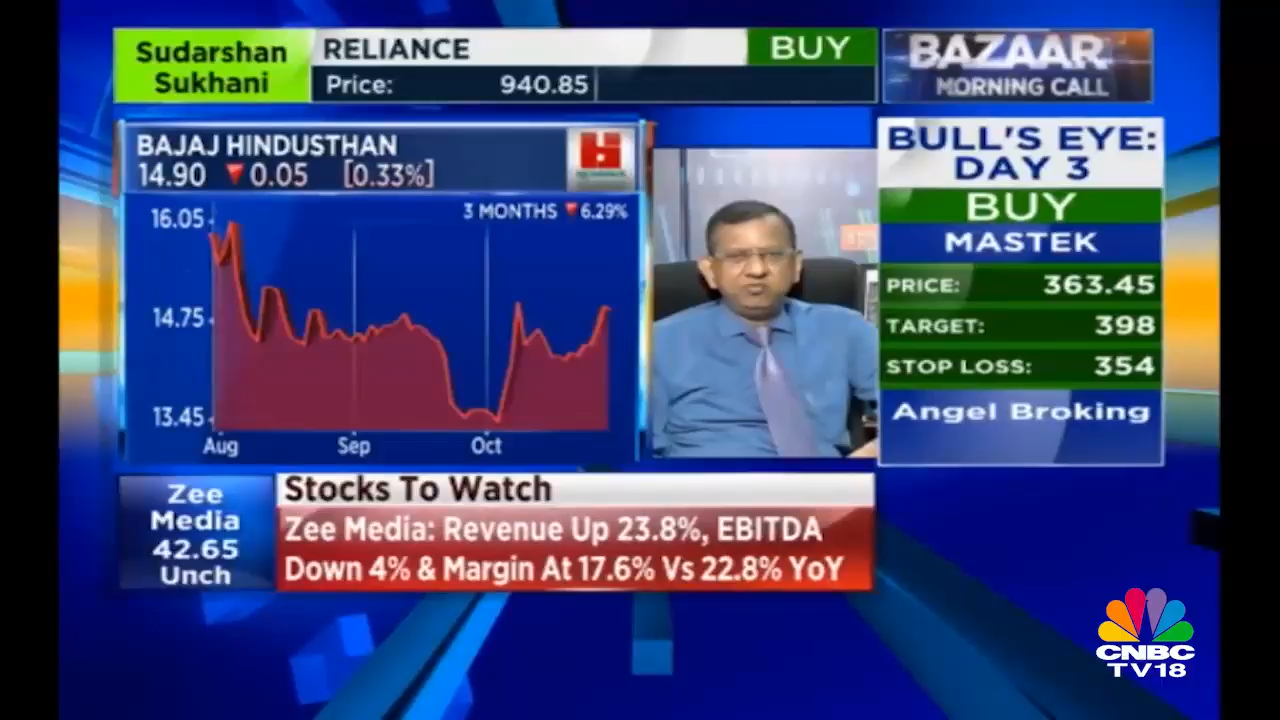 Sudarshan
Sukhani
RELIANCE
BUY
Price: 940.85
BAZAAR
MORNING CALL
BAJAJ HINDUSTHAN
14.90 ▼0.05 [0.33%]
3 MONTHS ▼6.29%
16.05
14.75
13.45
Aug Sep Oct
BULL'S EYE:
DAY 3
BUY
MASTEK
PRICE: 363.45
TARGET: 398
STOP LOSS: 354
Angel Broking
Zee
Media
42.65
Unch
Stocks To Watch
Zee Media: Revenue Up 23.8%, EBITDA
Down 4% & Margin At 17.6% Vs 22.8% YoY
CNBC
TV18